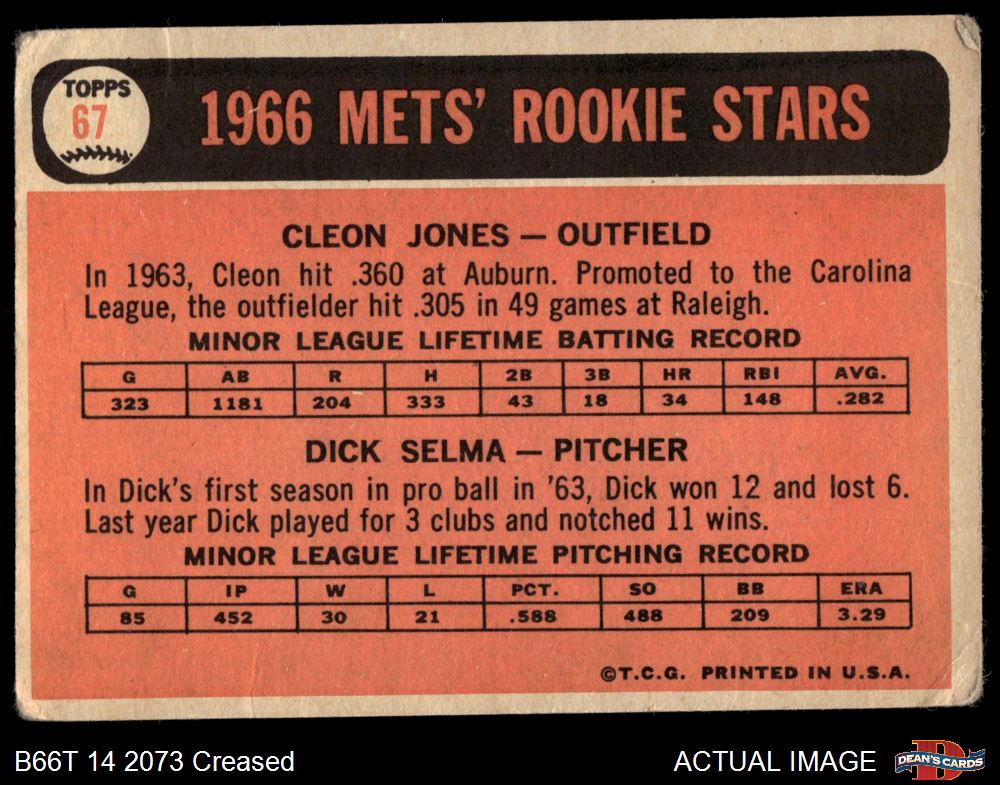 TOPPS
67
1966 METS' ROOKIE STARS
CLEON JONES — OUTFIELD
In 1963, Cleon hit .360 at Auburn. Promoted to the Carolina
League, the outfielder hit .305 in 49 games at Raleigh.
MINOR LEAGUE LIFETIME BATTING RECORD
G AB R H 2B 3B HR RBI AVG.
323 1181 204 333 43 18 34 148 .282
DICK SELMA — PITCHER
In Dick's first season in pro ball in '63, Dick won 12 and lost 6.
Last year Dick played for 3 clubs and notched 11 wins.
MINOR LEAGUE LIFETIME PITCHING RECORD
G IP W L PCT. SO BB ERA
85 452 30 21 .588 488 209 3.29
©T.C.G. PRINTED IN U.S.A.
B66T 14 2073 Creased
ACTUAL IMAGE
D
DEAN'S CARDS